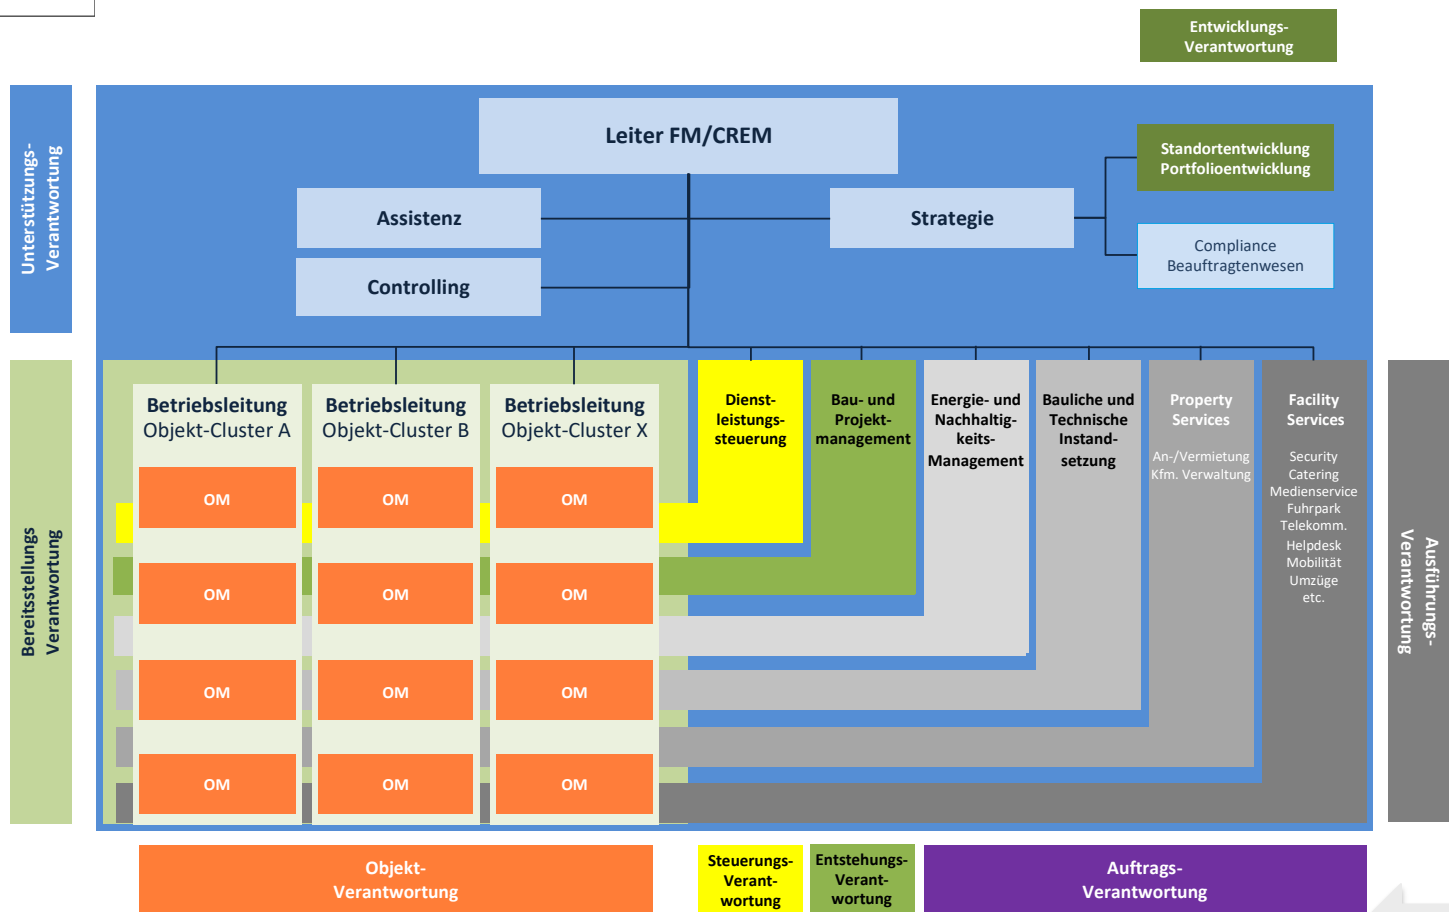 Entwicklungs-
Verantwortung
Unterstützungs-
Verantwortung
Leiter FM/CREM
Assistenz
Strategie
Controlling
Standortentwicklung
Portfolioentwicklung
Compliance
Beauftragtenwesen
Bereitsstellungs
Verantwortung
Betriebsleitung
Objekt-Cluster A
OM
OM
OM
OM
Betriebsleitung
Objekt-Cluster B
OM
OM
OM
OM
Betriebsleitung
Objekt-Cluster X
OM
OM
OM
OM
Dienst-
leistungs-
steuerung
Bau- und
Projekt-
management
Energie- und
Nachhaltig-
keits-
Management
Bauliche und
Technische
Instand-
setzung
Property
Services
An-/Vermietung
Kfm. Verwaltung
Facility
Services
Security
Catering
Medienservice
Fuhrpark
Telekomm.
Helpdesk
Mobilität
Umzüge
etc.
Ausführungs-
Verantwortung
Objekt-
Verantwortung
Steuerungs-
Verant-
wortung
Entstehungs-
Verant-
wortung
Auftrags-
Verantwortung